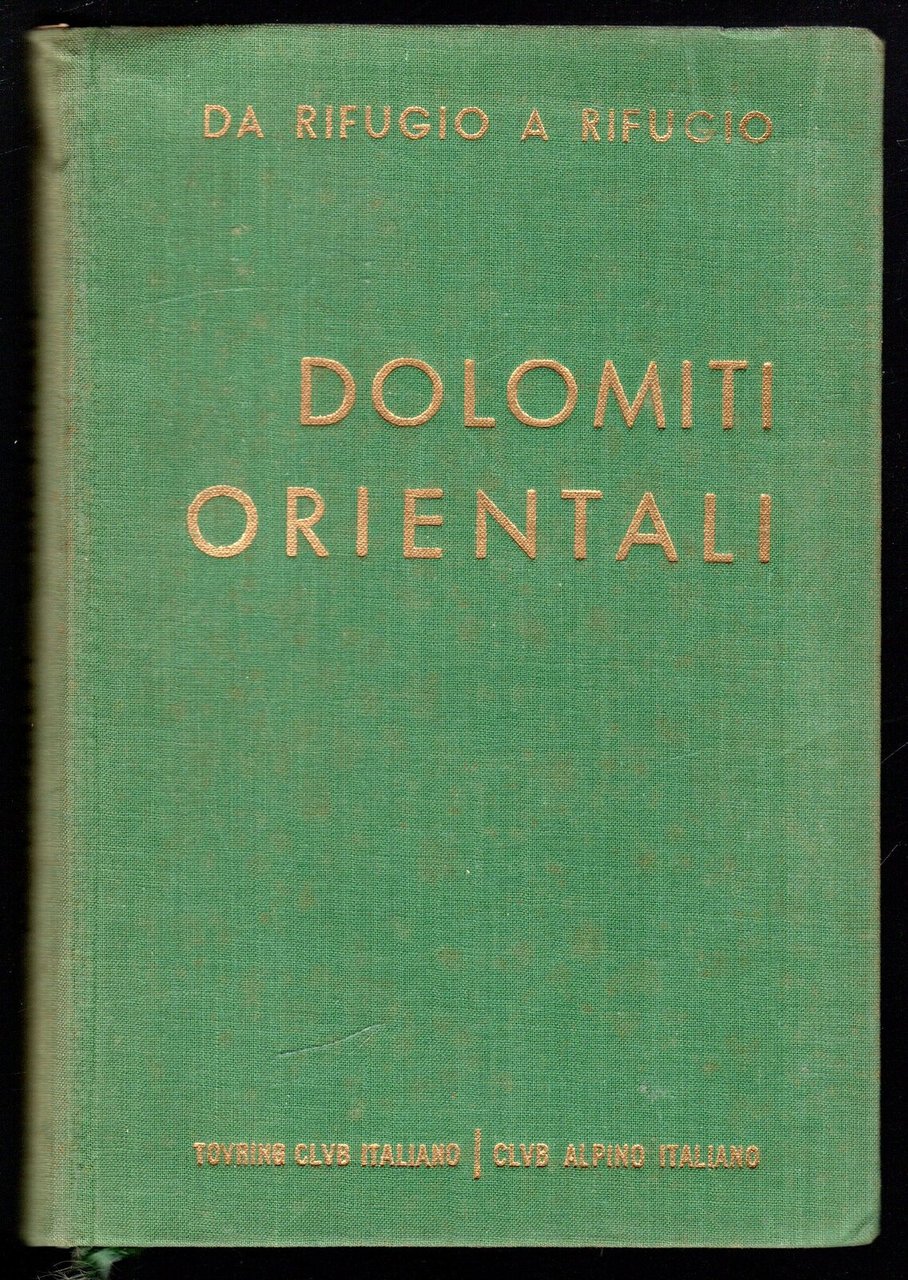 DA RIFUGIO A RIFUGIO
DOLOMITI
ORIENTALI
TOVRING CLVB ITALIANO | CLVB ALPINO ITALIANO